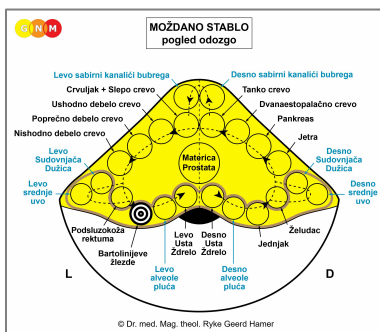 GNM
MOŽDANO STABLO
pogled odozgo
Levo sabirni kanalići bubrega
Desno sabirni kanalići bubrega
Crvuljak + Slepo crevo
Tanko crevo
Ushodno debelo crevo
Dvanaestopalačno crevo
Poprečno debelo crevo
Pankreas
Nishodno debelo crevo
Jetra
Levo
Sudovnjača
Dužica
Desno
Sudovnjača
Dužica
Materica
Prostata
Levo
srednje
uvo
Desno
srednje
uvo
Podsluzokoža
rektuma
Bartolinijeve
žlezde
Levo
alveole
pluća
Levo
Usta
Ždrelo
Desno
Usta
Ždrelo
Desno
alveole
pluća
Jednjak
Želudac
L
D
© Dr. med. Mag. theol. Ryke Geerd Hamer